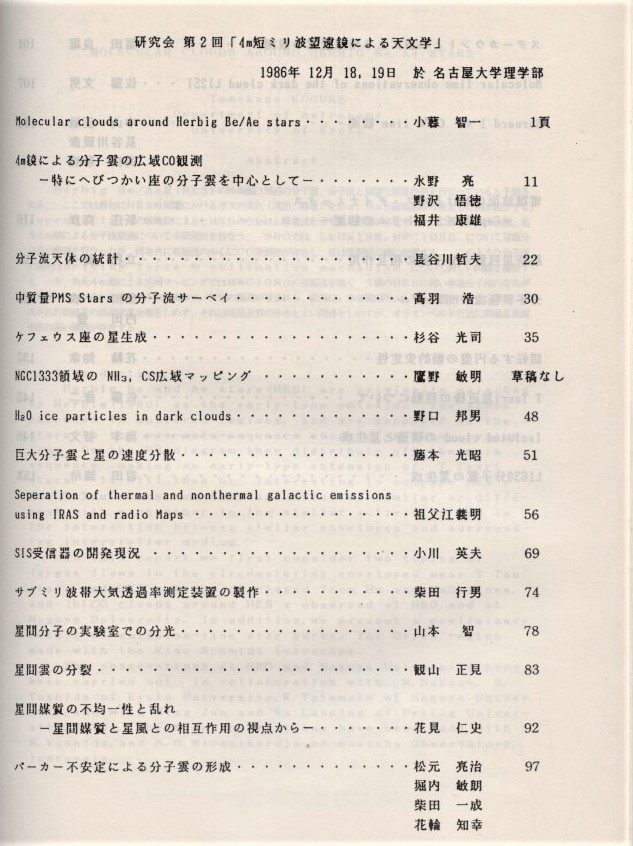 研究会 第2回「4m短ミリ波望遠鏡による天文学」
1986年 12月 18, 19日 於 名古屋大学理学部
Molecular clouds around Herbig Be/Ae stars・・・・・・・・・小暮 智一 1頁
4m鏡による分子雲の広域CO観測
－特にへびつかい座の分子雲を中心として－・・・・・・・・水野 亮 11
野沢 悟徳
福井 康雄
分子流天体の統計・・・・・・・・・・・・・・・・・・・・・長谷川哲夫 22
中質量PMS Stars の分子流サーベイ・・・・・・・・・・・・・高羽 浩 30
ケフェウス座の星生成・・・・・・・・・・・・・・・・・・・杉谷 光司 35
NGC1333領域の NH₃, CS広域マッピング ・・・・・・・・・・・鷹野 敏明 草稿なし
H₂O ice particles in dark clouds・・・・・・・・・・・・・・野口 邦男 48
巨大分子雲と星の速度分散・・・・・・・・・・・・・・・・・藤本 光昭 51
Seperation of thermal and nonthermal galactic emissions
using IRAS and radio Maps・・・・・・・・・・・・・・・・・祖父江義明 56
SIS受信器の開発現況 ・・・・・・・・・・・・・・・・・・・小川 英夫 69
サブミリ波帯大気透過率測定装置の製作・・・・・・・・・・・柴田 行男 74
星間分子の実験室での分光・・・・・・・・・・・・・・・・・山本 智 78
星間雲の分裂・・・・・・・・・・・・・・・・・・・・・・・観山 正見 83
星間媒質の不均一性と乱れ
－星間媒質と星風との相互作用の視点から－・・・・・・・・花見 仁史 92
パーカー不安定による分子雲の形成・・・・・・・・・・・・・松元 亮治 97
堀内 敏朗
柴田 一成
花輪 知幸